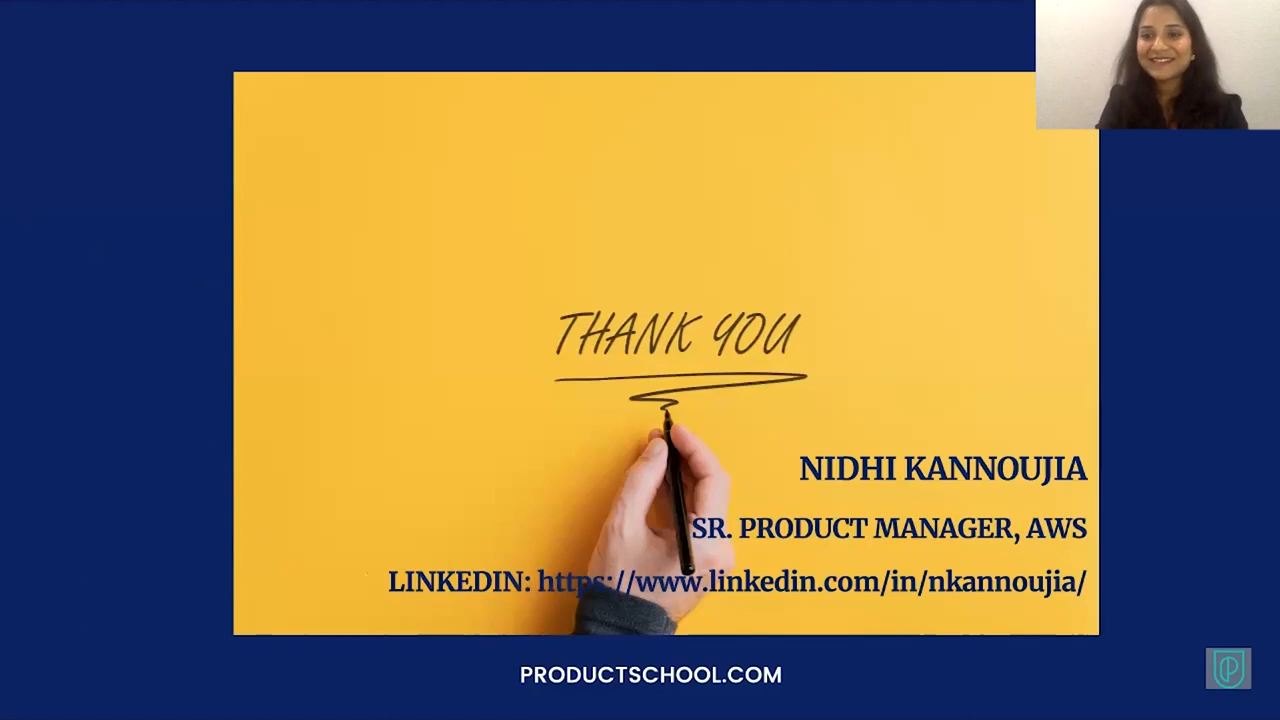 THANK YOU
NIDHI KANNOUJIA
SR. PRODUCT MANAGER, AWS
LINKEDIN: https://www.linkedin.com/in/nkannoujia/
PRODUCTSCHOOL.COM